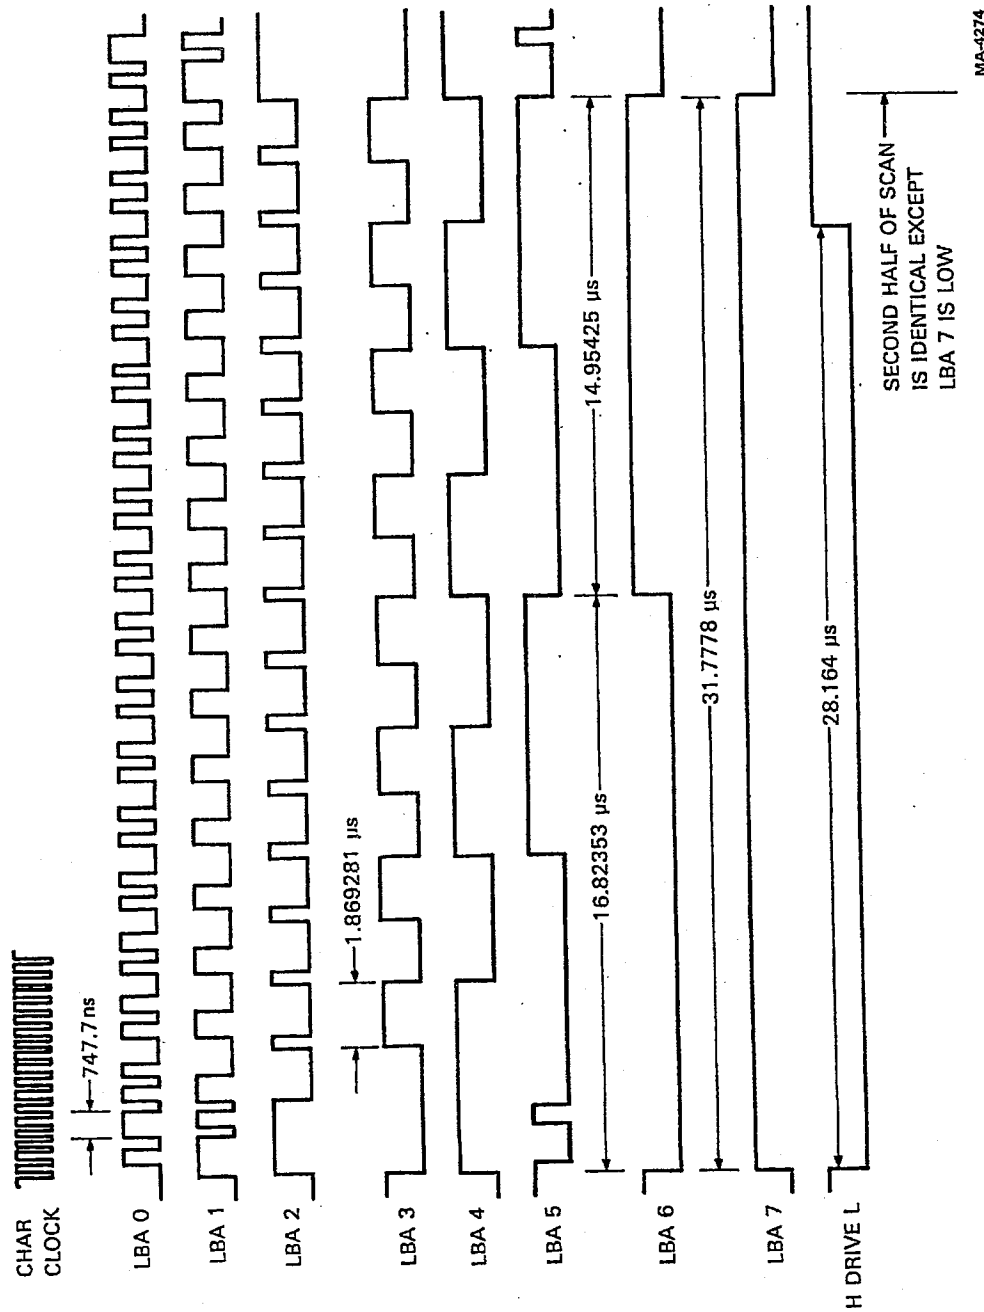 CHAR
CLOCK
747.7 ns
LBA 0
LBA 1
LBA 2
1.869281 µs
LBA 3
LBA 4
LBA 5
16.82353 µs
14.95425 µs
LBA 6
31.7778 µs
LBA 7
28.164 µs
H DRIVE L
SECOND HALF OF SCAN
IS IDENTICAL EXCEPT
LBA 7 IS LOW
MA-4274